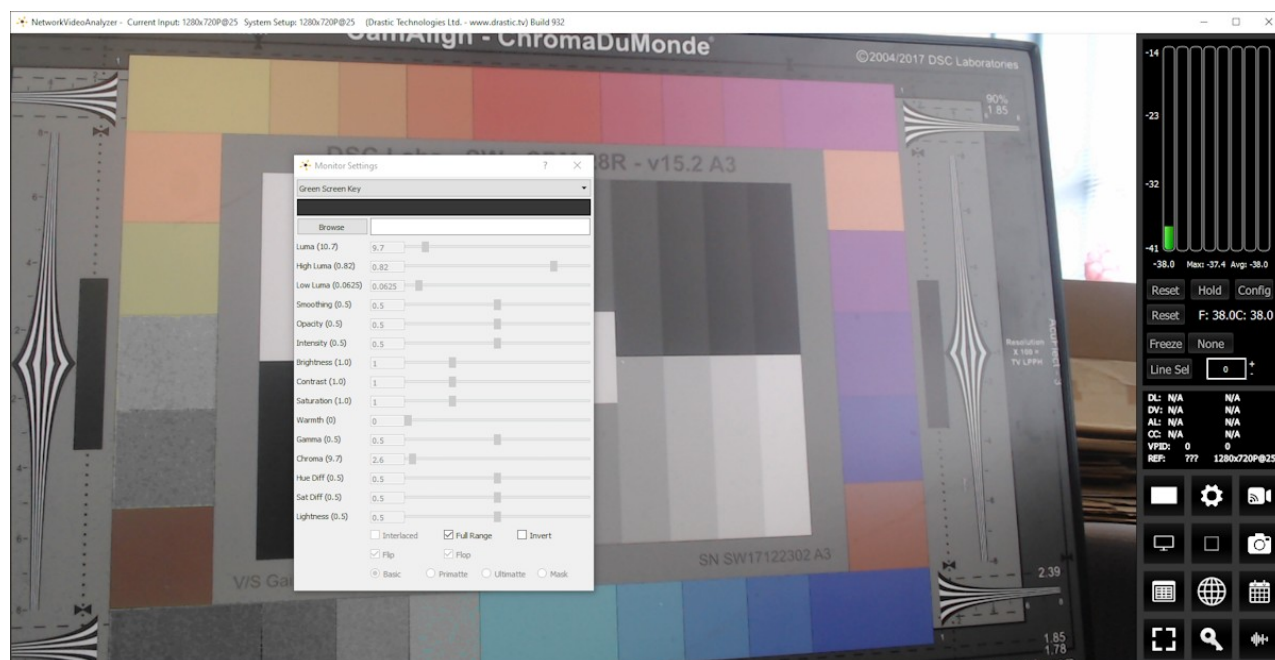 NetworkVideoAnalyzer - Current Input: 1280x720P@25 System Setup: 1280x720P@25 (Drastic Technologies Ltd. - www.drastic.tv) Build 932
CamAlign - ChromaDuMonde
©2004/2017 DSC Laboratories
90%
1.85
8R - v15.2 A3
Monitor Settings
Green Screen Key
Browse
Luma (10.7) 9.7
High Luma (0.82) 0.82
Low Luma (0.0625) 0.0625
Smoothing (0.5) 0.5
Opacity (0.5) 0.5
Intensity (0.5) 0.5
Brightness (1.0) 1
Contrast (1.0) 1
Saturation (1.0) 1
Warmth (0) 0
Gamma (0.5) 0.5
Chroma (9.7) 2.6
Hue Diff (0.5) 0.5
Sat Diff (0.5) 0.5
Lightness (0.5) 0.5
Interlaced Full Range Invert
Flip Flop
Basic Primatte Ultimatte Mask
Resolution
X 100 =
TV LPPH
SN SW17122302 A3
V/S Ga
2.39
1.85
1.78
-14
-23
-32
-41
-38.0 Max: -37.4 Avg: -38.0
Reset Hold Config
Reset F: 38.0C: 38.0
Freeze None
Line Sel 0 + -
DL: N/A N/A
DV: N/A N/A
AL: N/A N/A
CC: N/A N/A
VPID: 0 0
REF: ??? 1280x720P@25